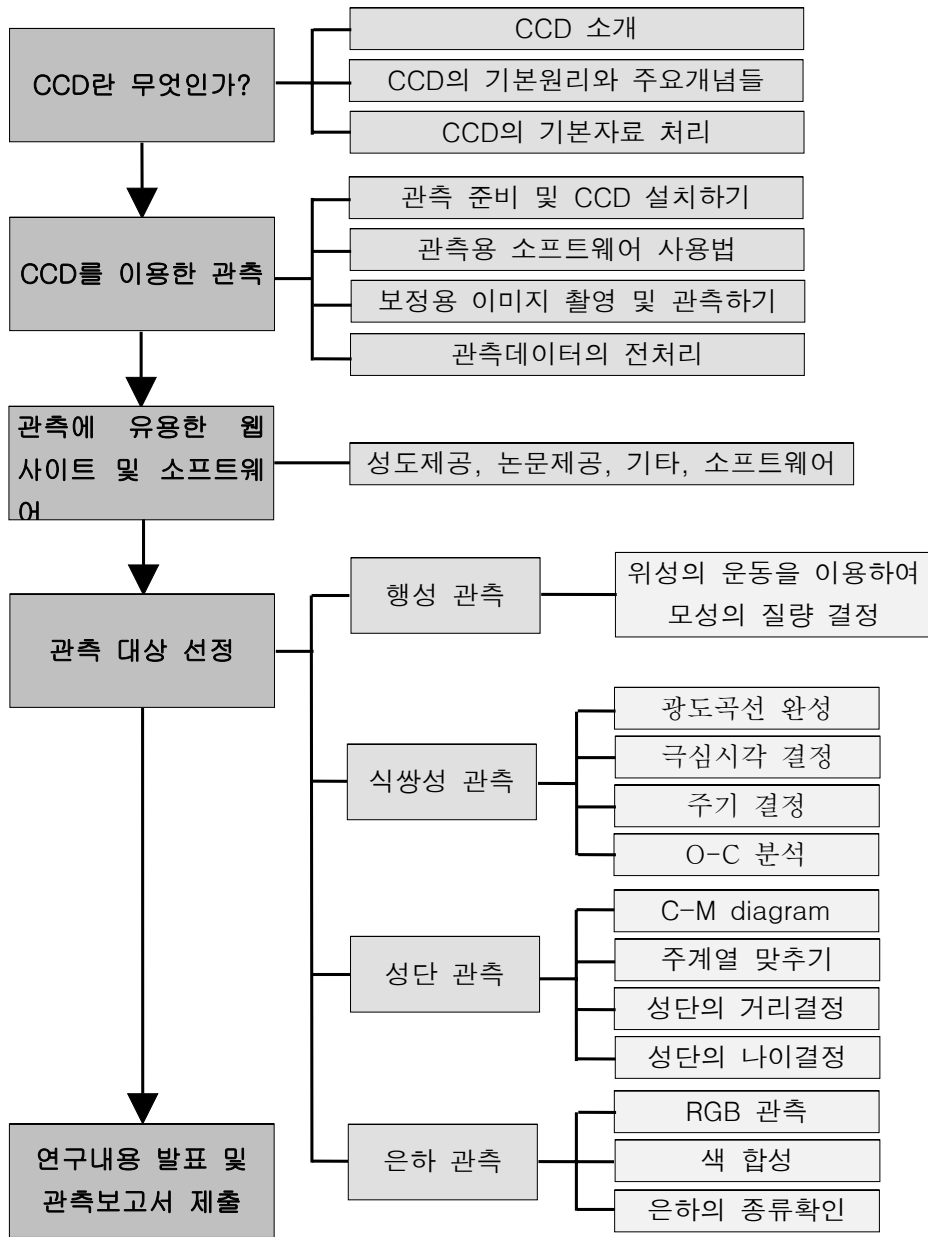 CCD란 무엇인가?
CCD 소개
CCD의 기본원리와 주요개념들
CCD의 기본자료 처리
CCD를 이용한 관측
관측 준비 및 CCD 설치하기
관측용 소프트웨어 사용법
보정용 이미지 촬영 및 관측하기
관측데이터의 전처리
관측에 유용한 웹
사이트 및 소프트웨
어
성도제공, 논문제공, 기타, 소프트웨어
관측 대상 선정
행성 관측
위성의 운동을 이용하여
모성의 질량 결정
식쌍성 관측
광도곡선 완성
극심시각 결정
주기 결정
O-C 분석
성단 관측
C-M diagram
주계열 맞추기
성단의 거리결정
성단의 나이결정
은하 관측
RGB 관측
색 합성
은하의 종류확인
연구내용 발표 및
관측보고서 제출